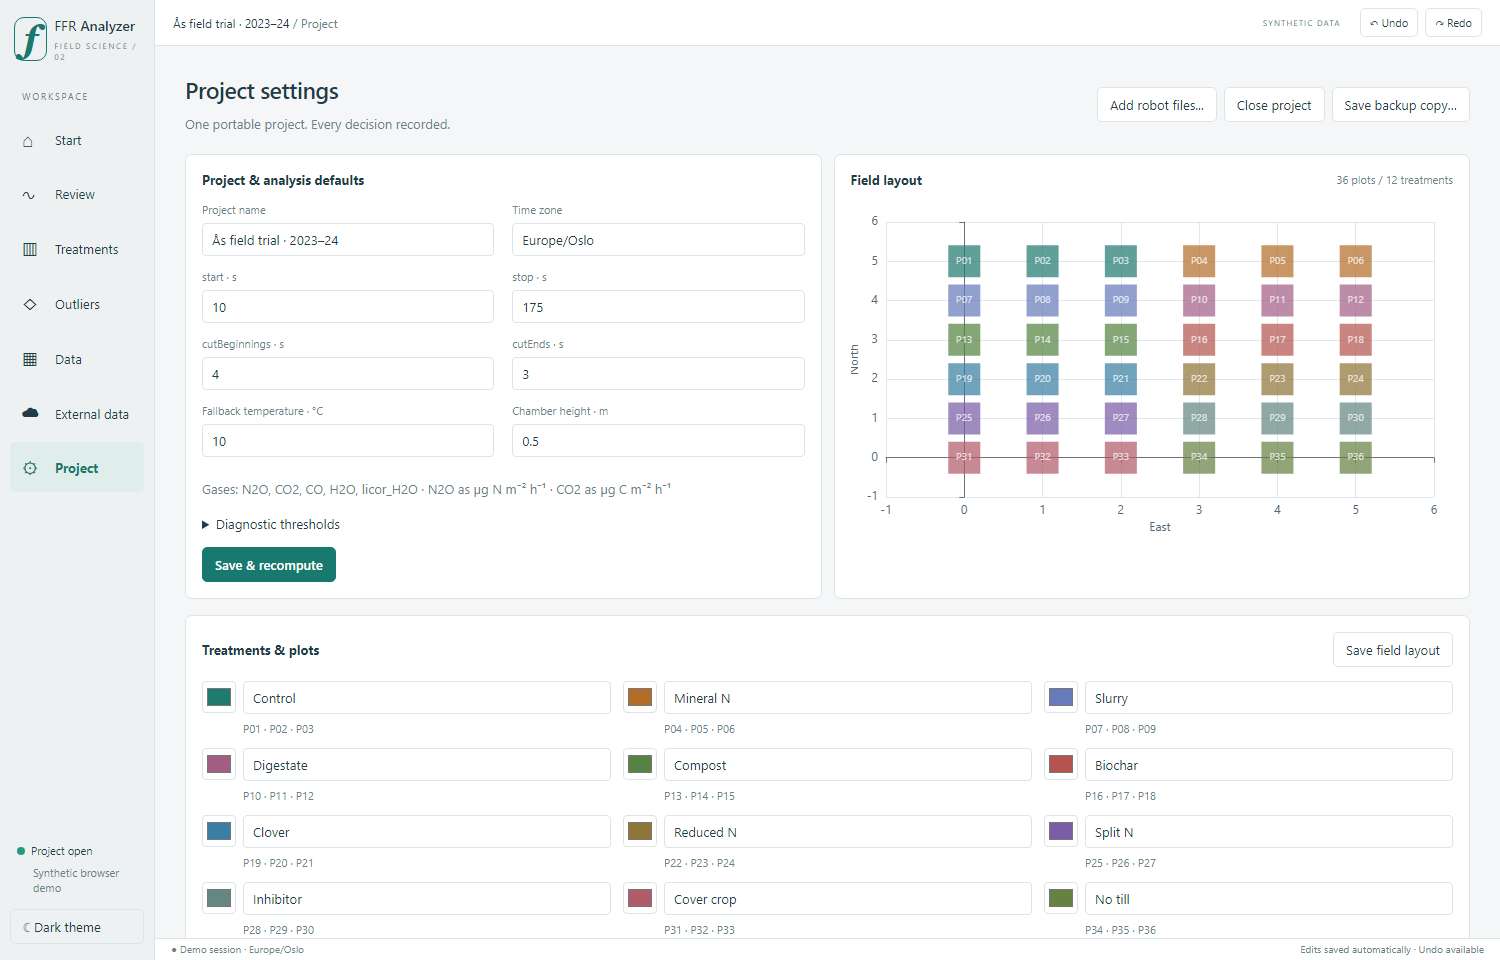 FFR Analyzer
FIELD SCIENCE /
02
WORKSPACE
Start
Review
Treatments
Outliers
Data
External data
Project
Project open
Synthetic browser
demo
☾ Dark theme
Ås field trial · 2023–24 / Project
SYNTHETIC DATA
↶ Undo
↷ Redo
Project settings
One portable project. Every decision recorded.
Add robot files...
Close project
Save backup copy...
Project & analysis defaults
Project name
Time zone
Ås field trial · 2023–24
Europe/Oslo
start · s
stop · s
10
175
cutBeginnings · s
cutEnds · s
4
3
Fallback temperature · °C
Chamber height · m
10
0.5
Gases: N2O, CO2, CO, H2O, licor_H2O · N2O as µg N m⁻² h⁻¹ · CO2 as µg C m⁻² h⁻¹
▶ Diagnostic thresholds
Save & recompute
Field layout
36 plots / 12 treatments
6
5
P01 P02 P03 P04 P05 P06
4
P07 P08 P09 P10 P11 P12
3
P13 P14 P15 P16 P17 P18
North
2
P19 P20 P21 P22 P23 P24
1
P25 P26 P27 P28 P29 P30
0
P31 P32 P33 P34 P35 P36
-1
-1 0 1 2 3 4 5 6
East
Treatments & plots
Save field layout
Control
Mineral N
Slurry
P01 · P02 · P03
P04 · P05 · P06
P07 · P08 · P09
Digestate
Compost
Biochar
P10 · P11 · P12
P13 · P14 · P15
P16 · P17 · P18
Clover
Reduced N
Split N
P19 · P20 · P21
P22 · P23 · P24
P25 · P26 · P27
Inhibitor
Cover crop
No till
P28 · P29 · P30
P31 · P32 · P33
P34 · P35 · P36
● Demo session · Europe/Oslo
Edits saved automatically · Undo available